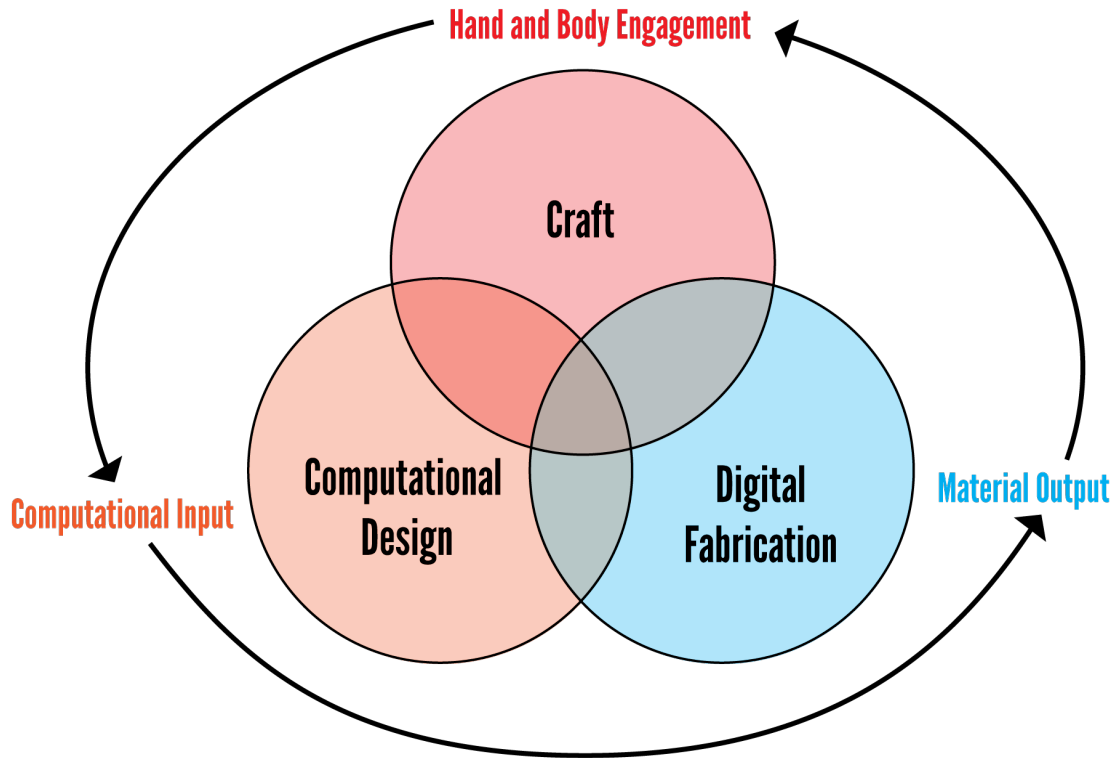 Hand and Body Engagement
Craft
Computational
Design
Digital
Fabrication
Computational Input
Material Output